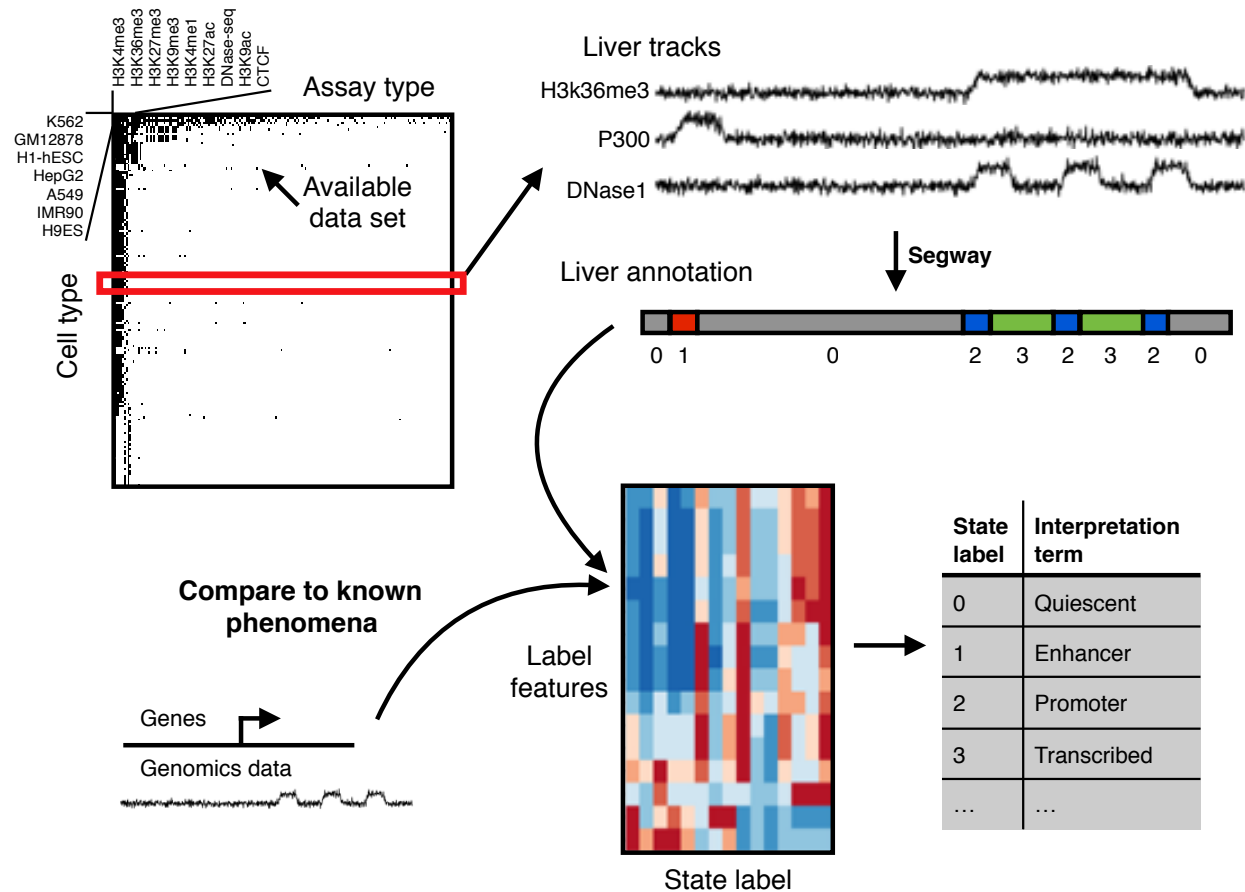 H3K4me3
H3K36me3
H3K27me3
H3K9me3
H3K4me1
H3K27ac
DNase-seq
H3K9ac
CTCF
Assay type
K562
GM12878
H1-hESC
HepG2
A549
IMR90
H9ES
Cell type
Available
data set
Liver tracks
H3k36me3
P300
DNase1
Segway
Liver annotation
0 1 0 2 3 2 3 2 0
Compare to known
phenomena
Genes
Genomics data
Label
features
State label
State Interpretation
label term
0 Quiescent
1 Enhancer
2 Promoter
3 Transcribed
… …